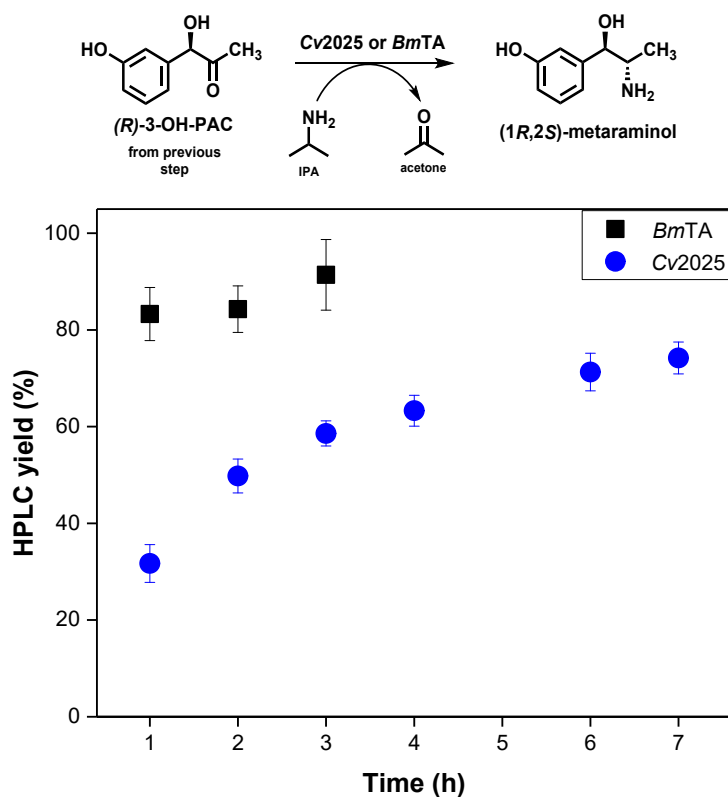 OH
HO
CH3
O
(R)-3-OH-PAC
from previous
step
Cv2025 or BmTA
NH2
IPA
O
acetone
OH
HO
CH3
NH2
(1R,2S)-metaraminol
BmTA
Cv2025
HPLC yield (%)
100
80
60
40
20
0
1 2 3 4 5 6 7
Time (h)